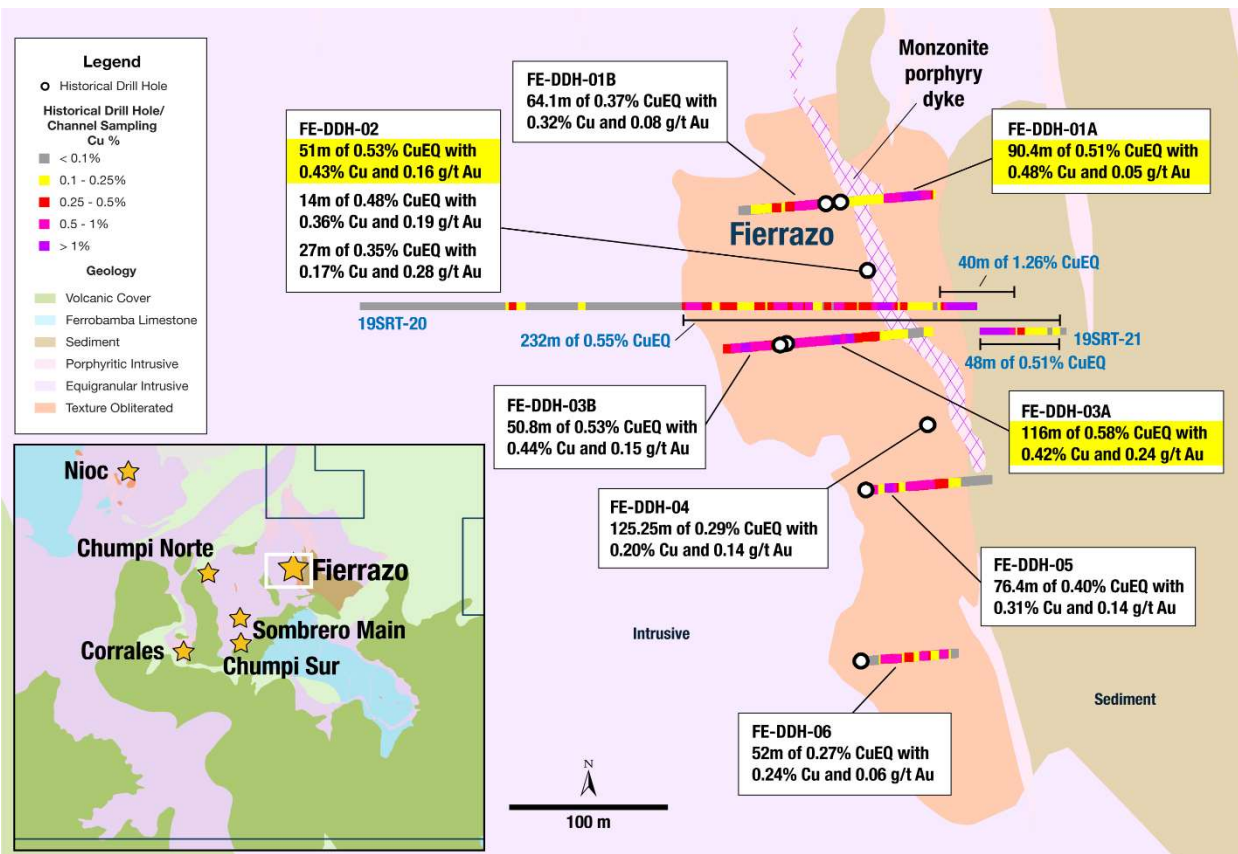 Legend
Historical Drill Hole
Historical Drill Hole/
Channel Sampling
Cu %
< 0.1%
0.1 - 0.25%
0.25 - 0.5%
0.5 - 1%
> 1%
Geology
Volcanic Cover
Ferrobamba Limestone
Sediment
Porphyritic Intrusive
Equigranular Intrusive
Texture Obliterated
FE-DDH-02
51m of 0.53% CuEQ with
0.43% Cu and 0.16 g/t Au
14m of 0.48% CuEQ with
0.36% Cu and 0.19 g/t Au
27m of 0.35% CuEQ with
0.17% Cu and 0.28 g/t Au
FE-DDH-01B
64.1m of 0.37% CuEQ with
0.32% Cu and 0.08 g/t Au
Monzonite
porphyry
dyke
FE-DDH-01A
90.4m of 0.51% CuEQ with
0.48% Cu and 0.05 g/t Au
Fierrazo
40m of 1.26% CuEQ
19SRT-20
232m of 0.55% CuEQ
19SRT-21
48m of 0.51% CuEQ
FE-DDH-03B
50.8m of 0.53% CuEQ with
0.44% Cu and 0.15 g/t Au
FE-DDH-03A
116m of 0.58% CuEQ with
0.42% Cu and 0.24 g/t Au
FE-DDH-04
125.25m of 0.29% CuEQ with
0.20% Cu and 0.14 g/t Au
FE-DDH-05
76.4m of 0.40% CuEQ with
0.31% Cu and 0.14 g/t Au
Intrusive
Sediment
FE-DDH-06
52m of 0.27% CuEQ with
0.24% Cu and 0.06 g/t Au
N
100 m
Nioc
Chumpi Norte
Fierrazo
Sombrero Main
Corrales
Chumpi Sur